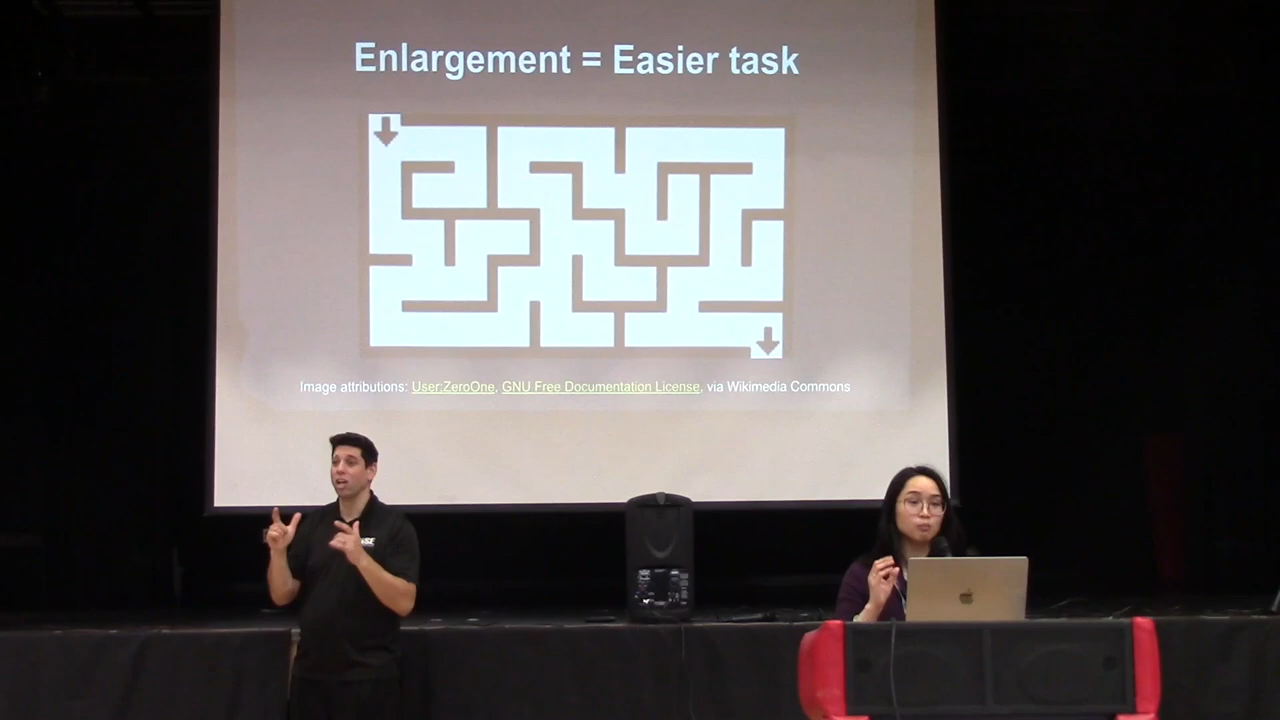 Enlargement = Easier task
Image attributions: User:ZeroOne, GNU Free Documentation License, via Wikimedia Commons